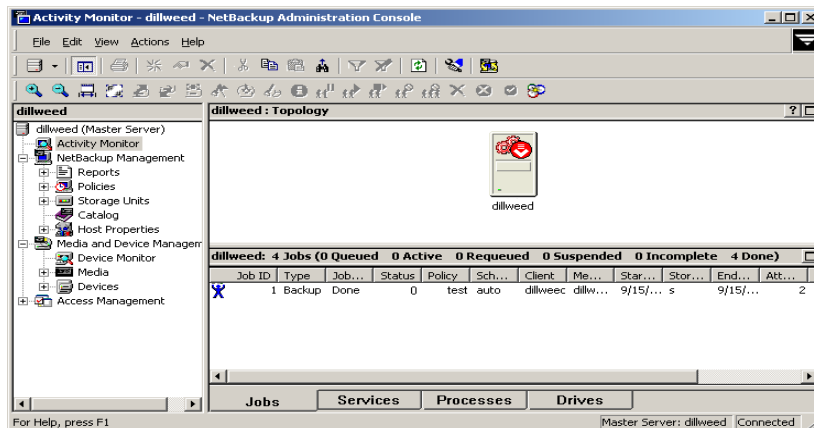 Activity Monitor - dillweed - NetBackup Administration Console
File Edit View Actions Help
dillweed
dillweed (Master Server)
Activity Monitor
NetBackup Management
Reports
Policies
Storage Units
Catalog
Host Properties
Media and Device Managem
Device Monitor
Media
Devices
Access Management
dillweed : Topology
dillweed
dillweed: 4 Jobs (0 Queued 0 Active 0 Requeued 0 Suspended 0 Incomplete 4 Done)
Job ID Type Job... Status Policy Sch... Client Me... Star... Stor... End... Att...
1 Backup Done 0 test auto dillweec dillw... 9/15/... s 9/15/... 2
Jobs Services Processes Drives
For Help, press F1
Master Server: dillweed Connected